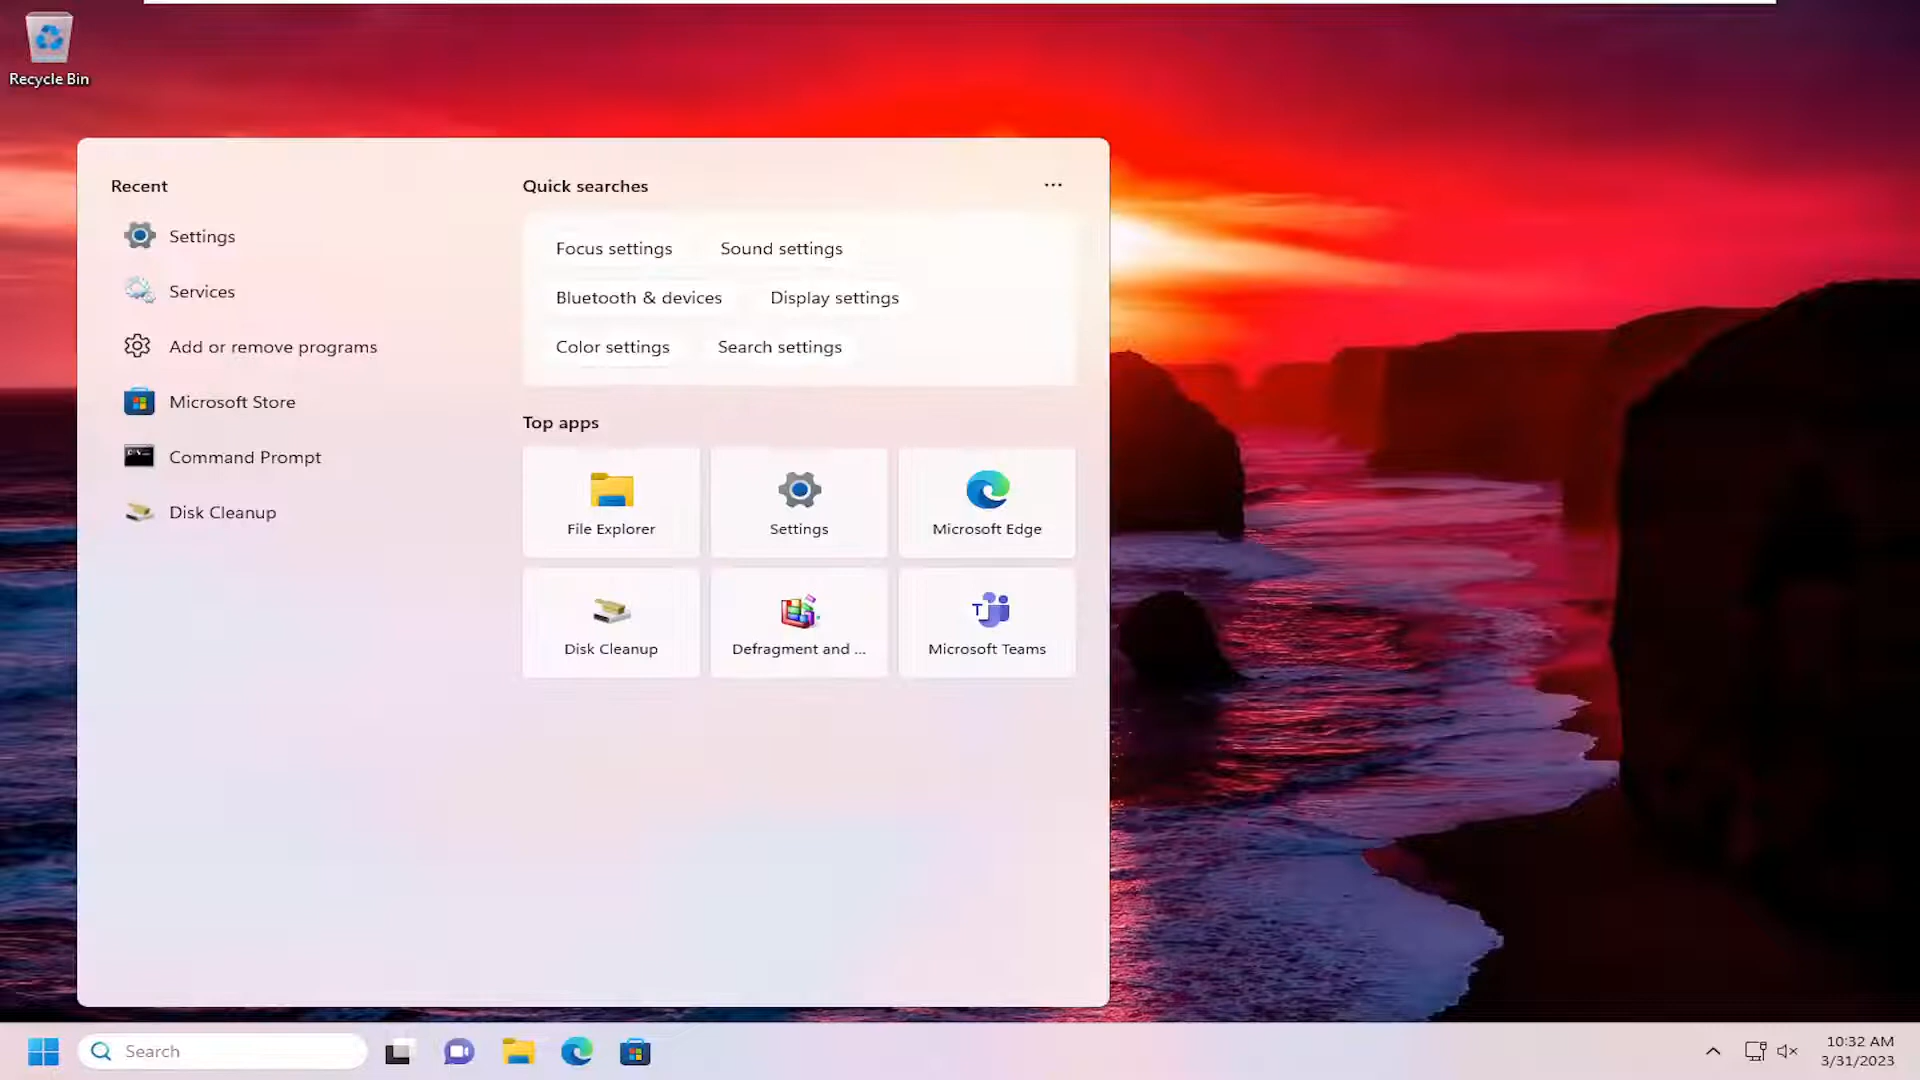 Recycle Bin
Recent
Settings
Services
Add or remove programs
Microsoft Store
Command Prompt
Disk Cleanup
Quick searches
Focus settings
Sound settings
Bluetooth & devices
Display settings
Color settings
Search settings
Top apps
File Explorer
Settings
Microsoft Edge
Disk Cleanup
Defragment and ...
Microsoft Teams
Search
10:32 AM
3/31/2023